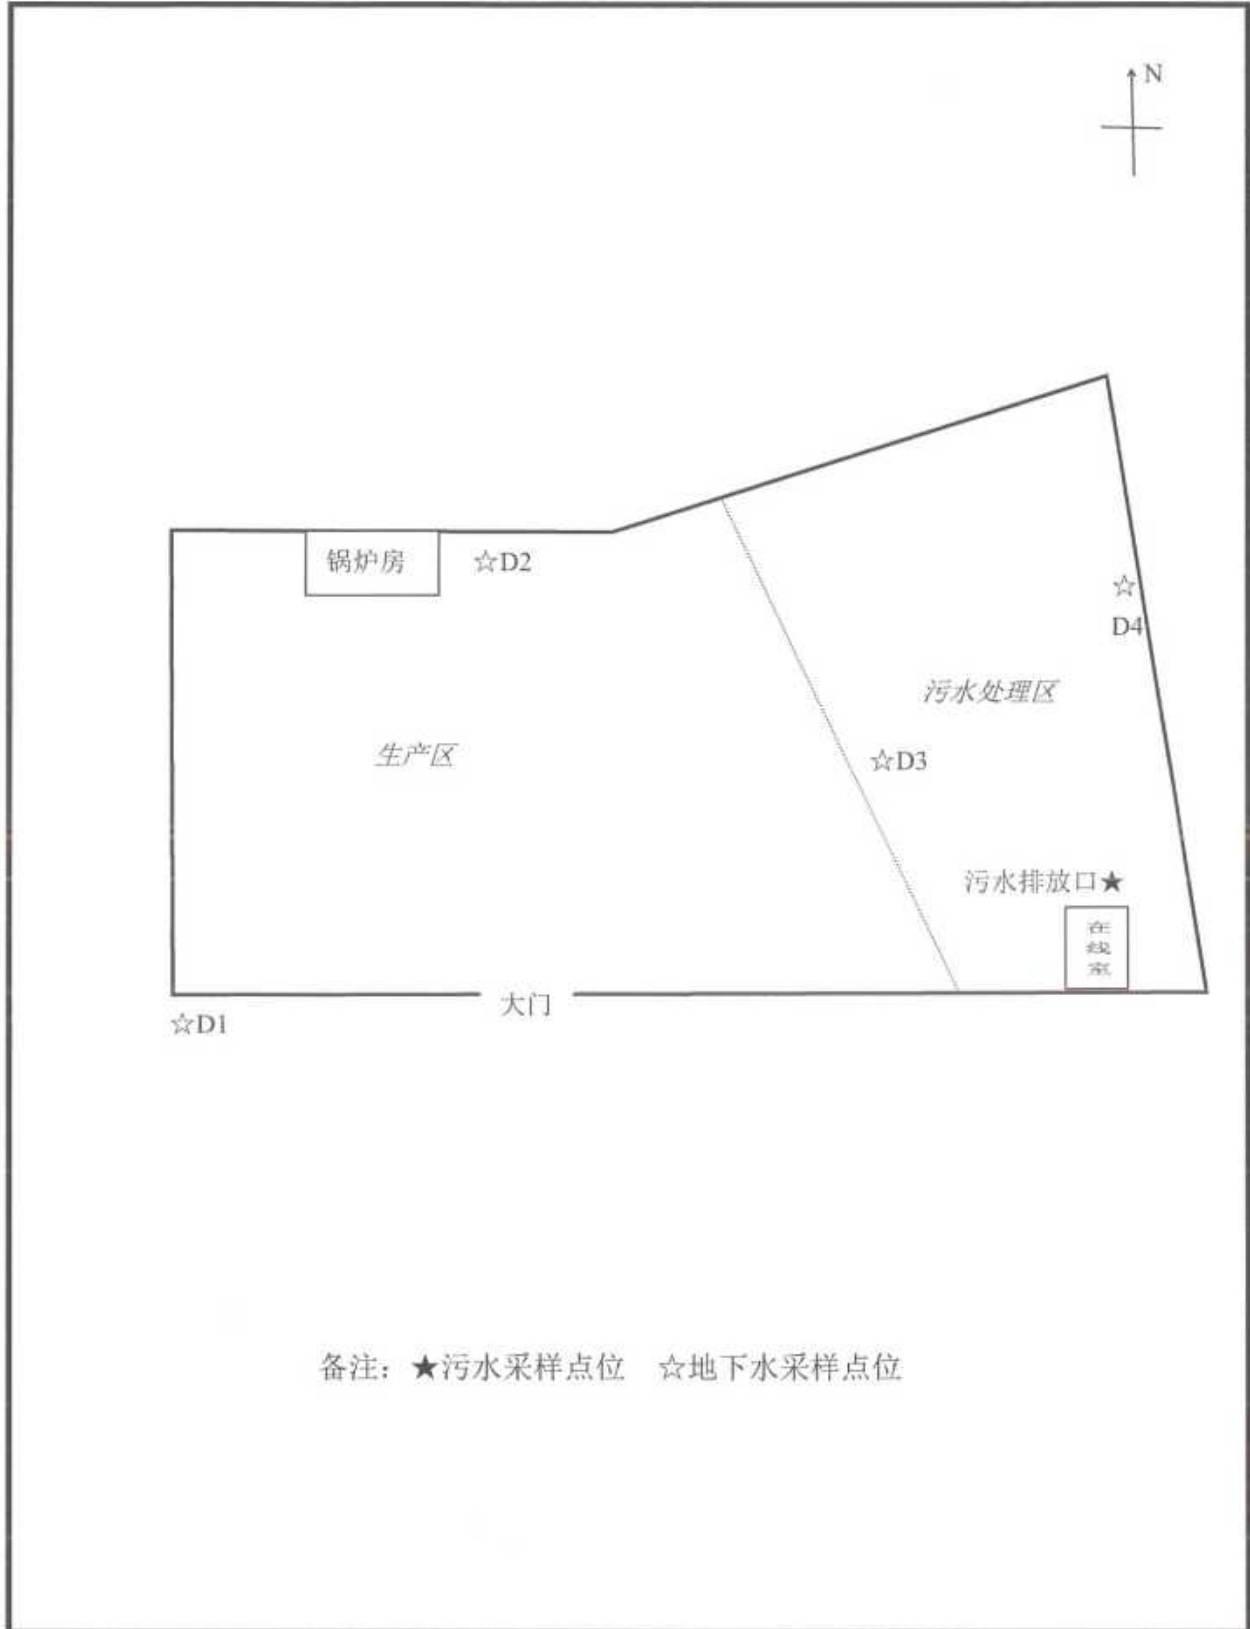 N
锅炉房 ☆D2
☆
D4
污水处理区
生产区
☆D3
污水排放口★
在线室
大门
☆D1
备注：★污水采样点位 ☆地下水采样点位